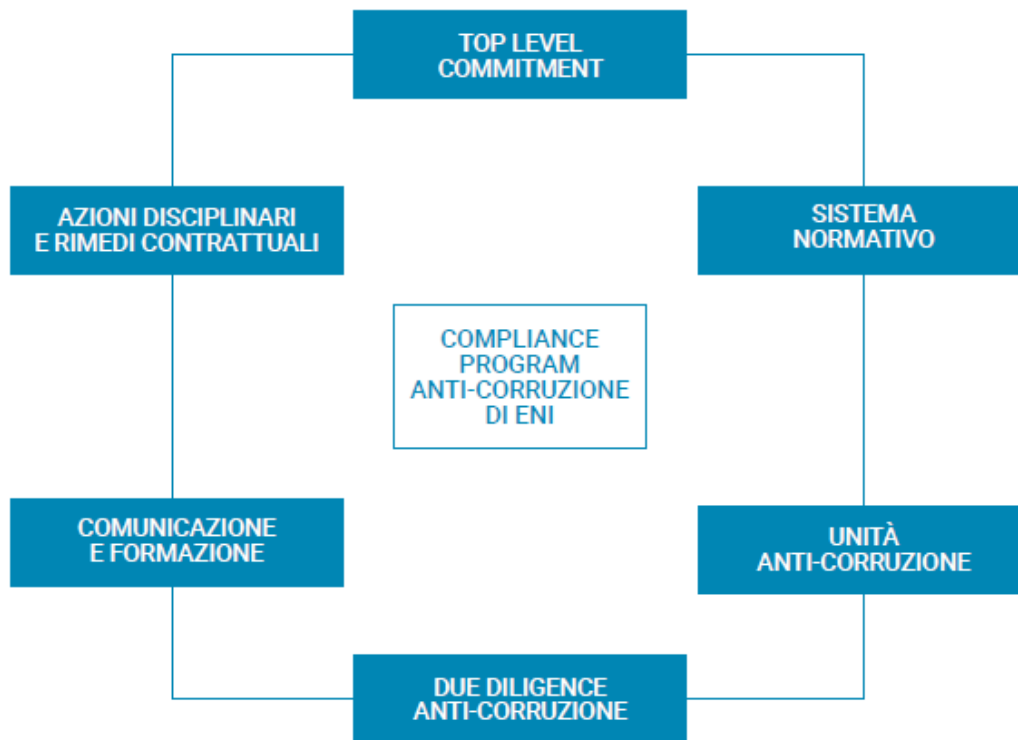 TOP LEVEL
COMMITMENT
AZIONI DISCIPLINARI
E RIMEDI CONTRATTUALI
SISTEMA
NORMATIVO
COMPLIANCE
PROGRAM
ANTI-CORRUZIONE
DI ENI
COMUNICAZIONE
E FORMAZIONE
UNITÀ
ANTI-CORRUZIONE
DUE DILIGENCE
ANTI-CORRUZIONE